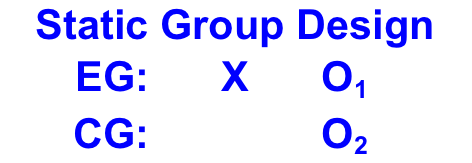 Static Group Design
EG: X O₁
CG: O₂